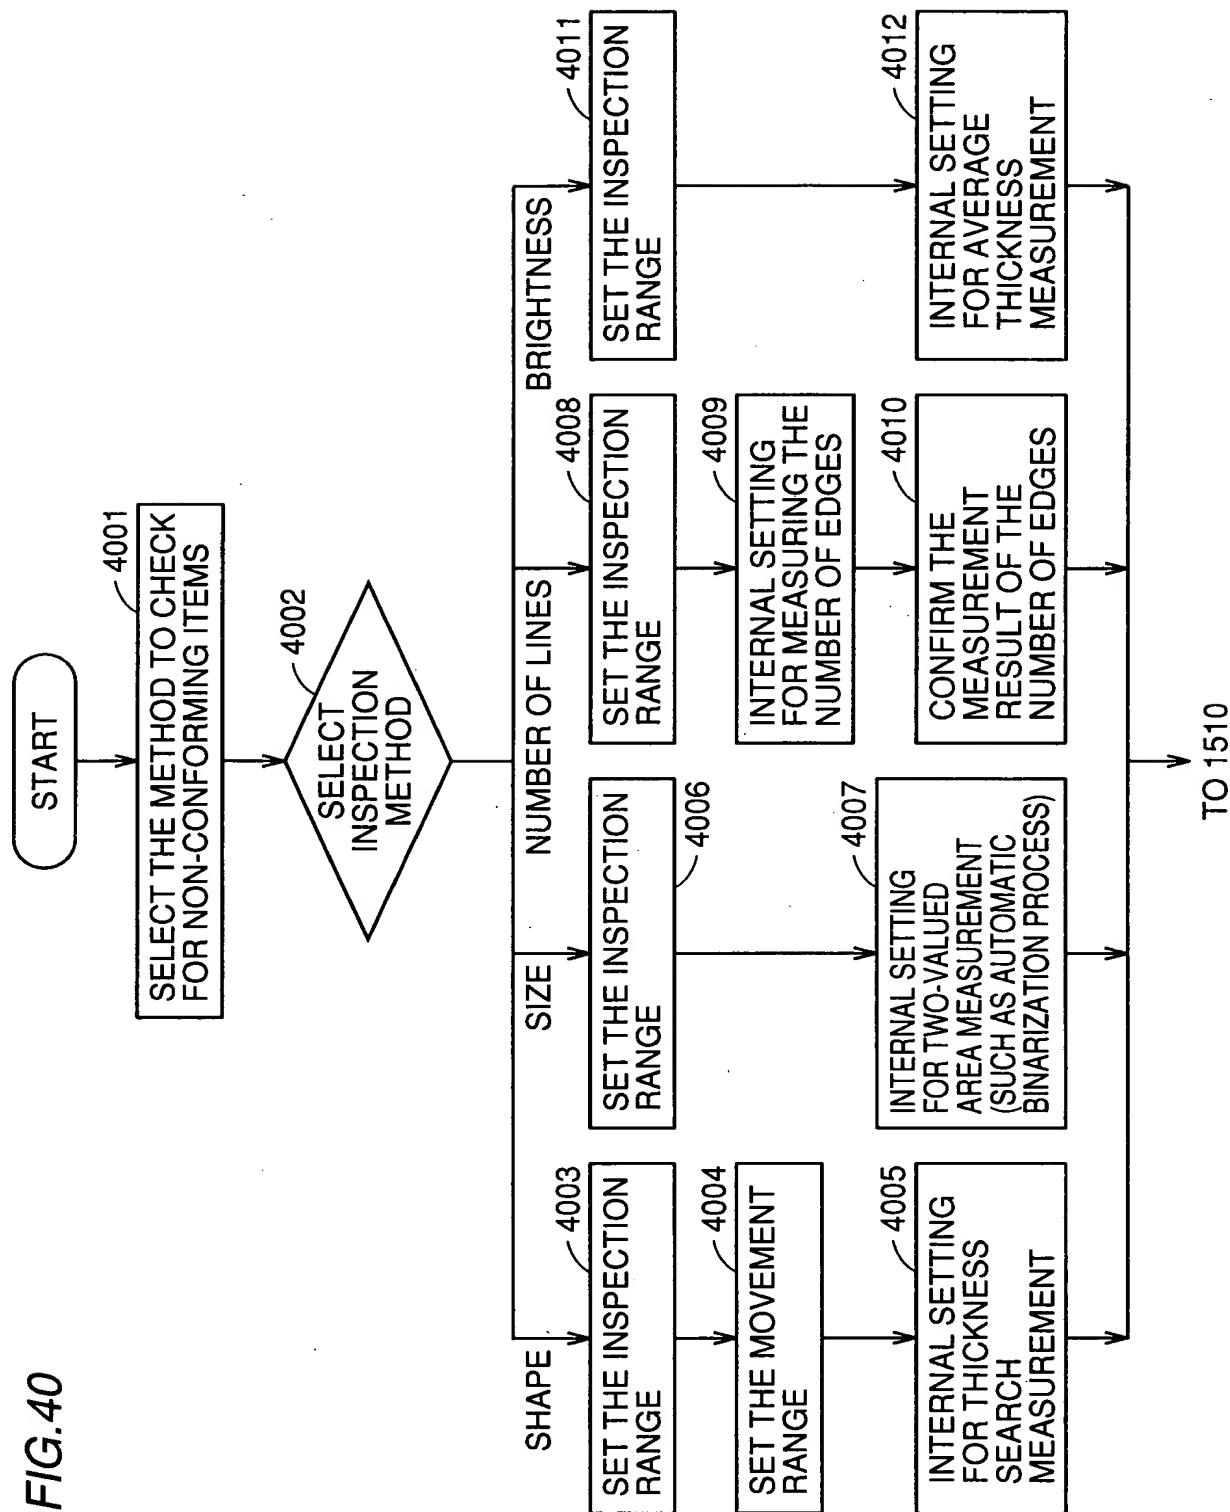 FIG.40
START
4001
SELECT THE METHOD TO CHECK
FOR NON-CONFORMING ITEMS
4002
SELECT
INSPECTION
METHOD
SHAPE
4003
SET THE INSPECTION
RANGE
4004
SET THE MOVEMENT
RANGE
4005
INTERNAL SETTING
FOR THICKNESS
SEARCH
MEASUREMENT
SIZE
SET THE INSPECTION
RANGE
4006
4007
INTERNAL SETTING
FOR TWO-VALUED
AREA MEASUREMENT
(SUCH AS AUTOMATIC
BINARIZATION PROCESS)
NUMBER OF LINES
4008
SET THE INSPECTION
RANGE
4009
INTERNAL SETTING
FOR MEASURING THE
NUMBER OF EDGES
4010
CONFIRM THE
MEASUREMENT
RESULT OF THE
NUMBER OF EDGES
BRIGHTNESS
4011
SET THE INSPECTION
RANGE
4012
INTERNAL SETTING
FOR AVERAGE
THICKNESS
MEASUREMENT
TO 1510